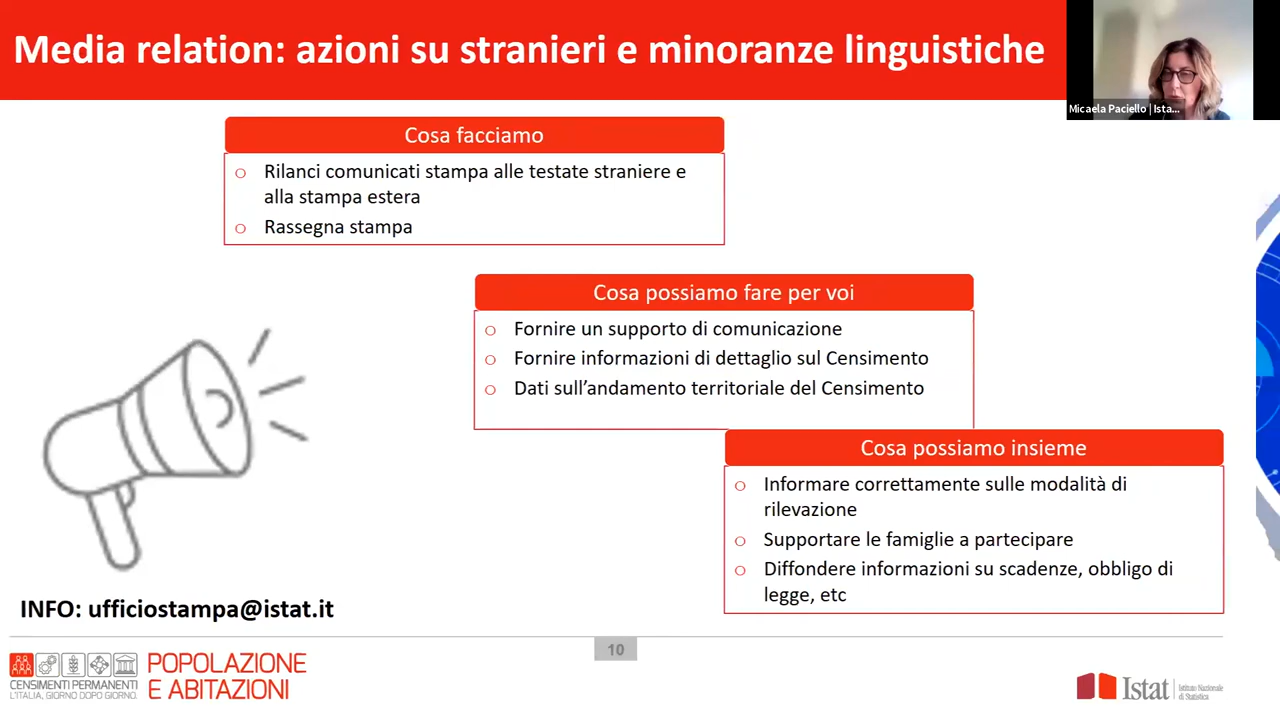 Media relation: azioni su stranieri e minoranze linguistiche
Micaela Paciello | Ista...
Cosa facciamo
Rilanci comunicati stampa alle testate straniere e
alla stampa estera
Rassegna stampa
Cosa possiamo fare per voi
Fornire un supporto di comunicazione
Fornire informazioni di dettaglio sul Censimento
Dati sull’andamento territoriale del Censimento
Cosa possiamo insieme
Informare correttamente sulle modalità di
rilevazione
Supportare le famiglie a partecipare
Diffondere informazioni su scadenze, obbligo di
legge, etc
INFO: ufficiostampa@istat.it
10
POPOLAZIONE
E ABITAZIONI
CENSIMENTI PERMANENTI
L'ITALIA, GIORNO DOPO GIORNO.
Istat
Istituto Nazionale
di Statistica